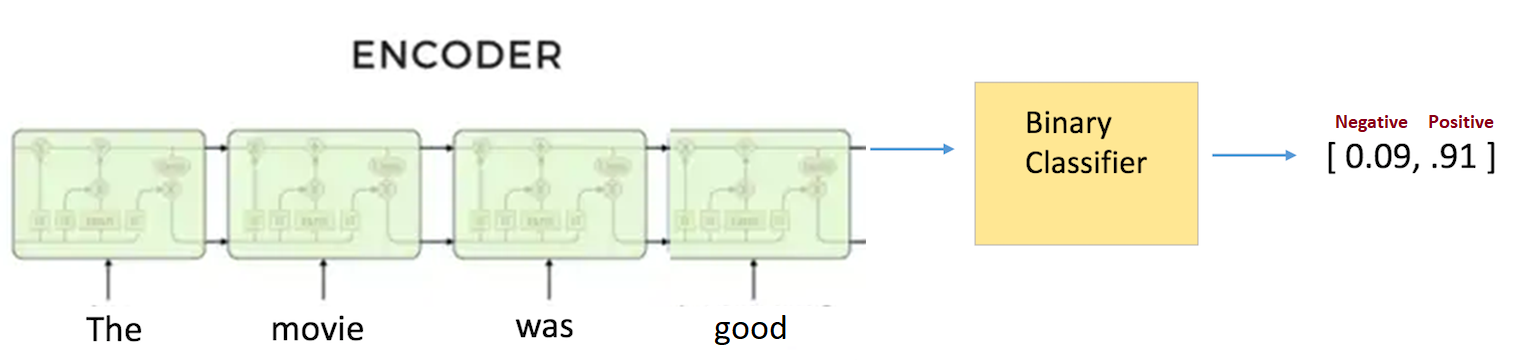 ENCODER
Binary
Classifier
Negative Positive
[ 0.09, .91 ]
The movie was good